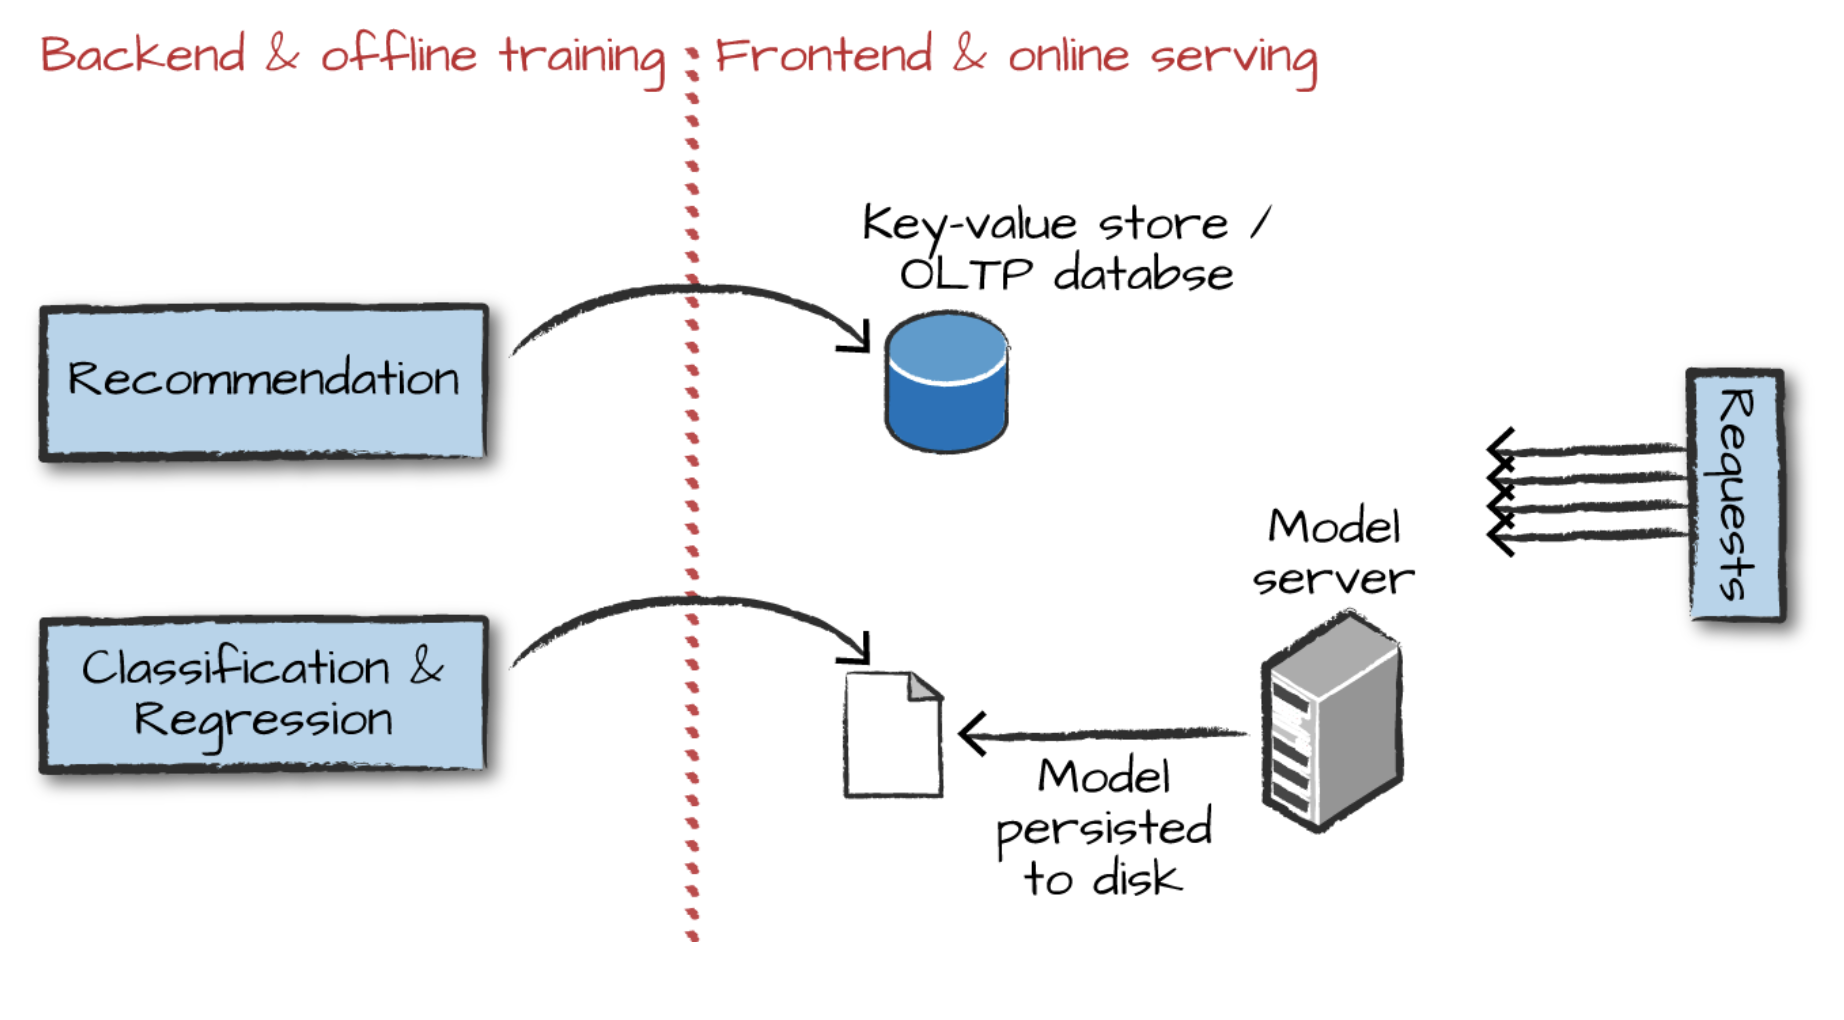 Backend & offline training
Frontend & online serving
Key-value store /
OLTP databse
Recommendation
Requests
Model
server
Classification &
Regression
Model
persisted
to disk